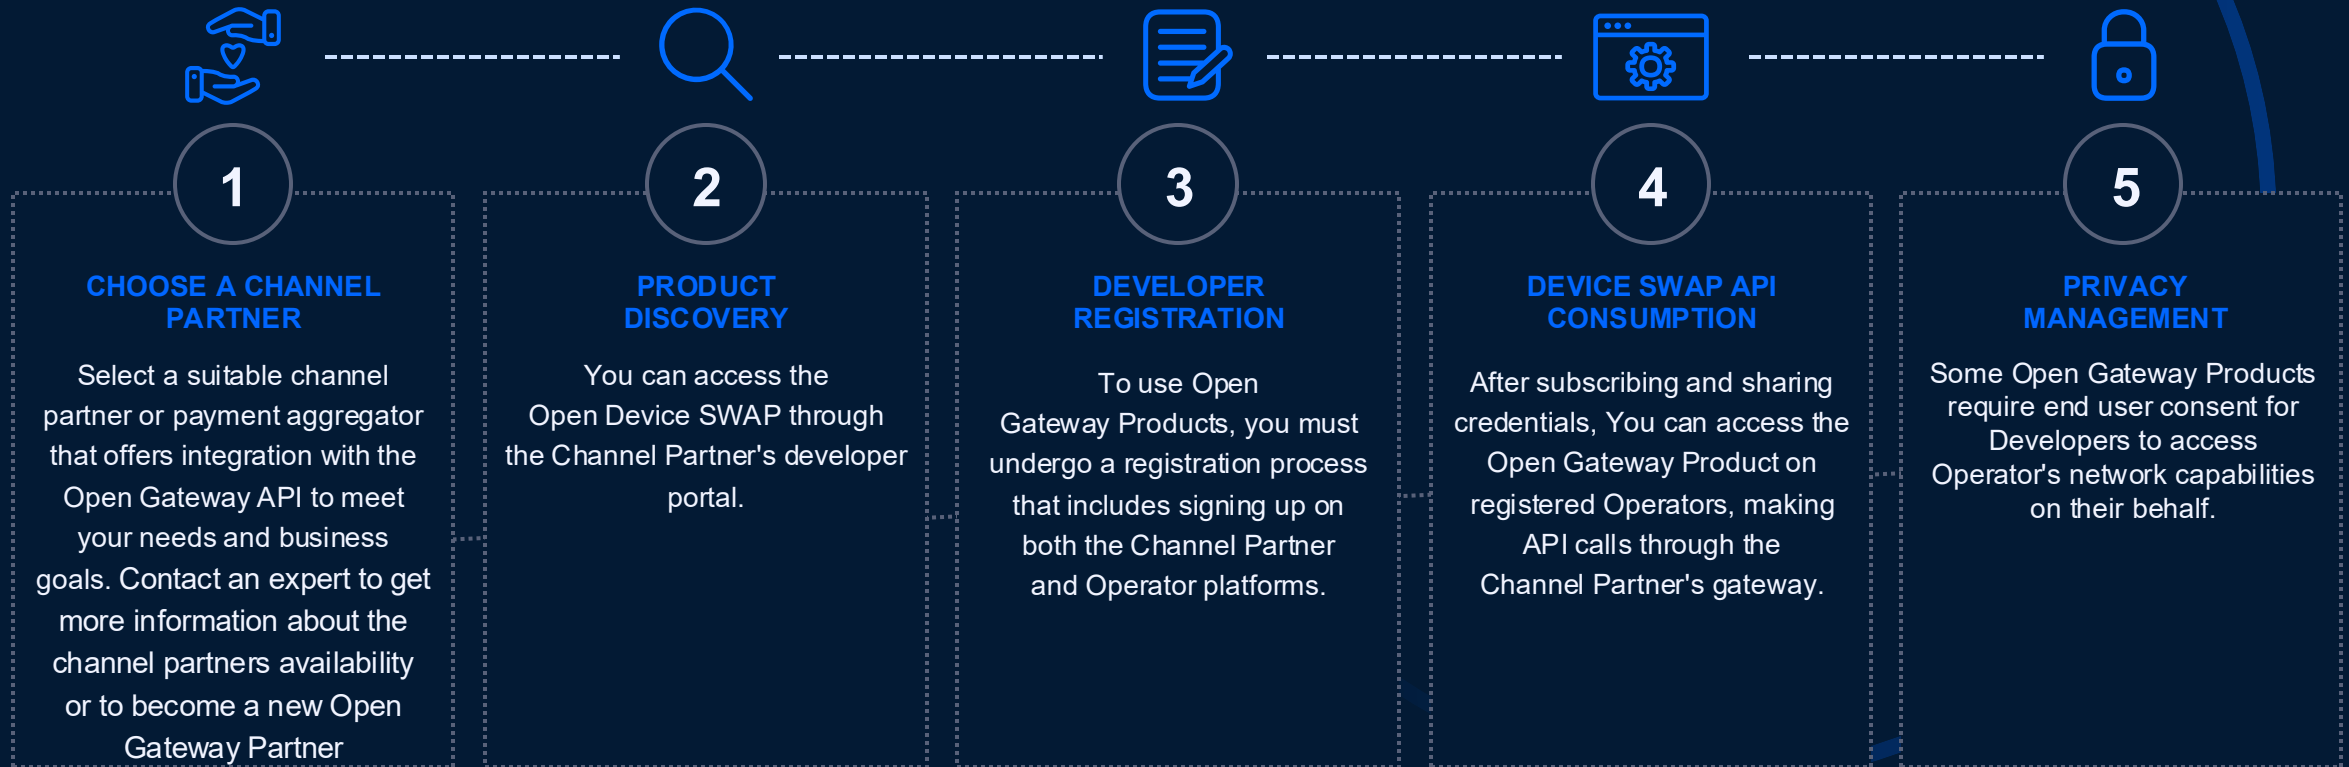 1
CHOOSE A CHANNEL
PARTNER
Select a suitable channel
partner or payment aggregator
that offers integration with the
Open Gateway API to meet
your needs and business
goals. Contact an expert to get
more information about the
channel partners availability
or to become a new Open
Gateway Partner
2
PRODUCT
DISCOVERY
You can access the
Open Device SWAP through
the Channel Partner's developer
portal.
3
DEVELOPER
REGISTRATION
To use Open
Gateway Products, you must
undergo a registration process
that includes signing up on
both the Channel Partner
and Operator platforms.
4
DEVICE SWAP API
CONSUMPTION
After subscribing and sharing
credentials, You can access the
Open Gateway Product on
registered Operators, making
API calls through the
Channel Partner's gateway.
5
PRIVACY
MANAGEMENT
Some Open Gateway Products
require end user consent for
Developers to access
Operator's network capabilities
on their behalf.